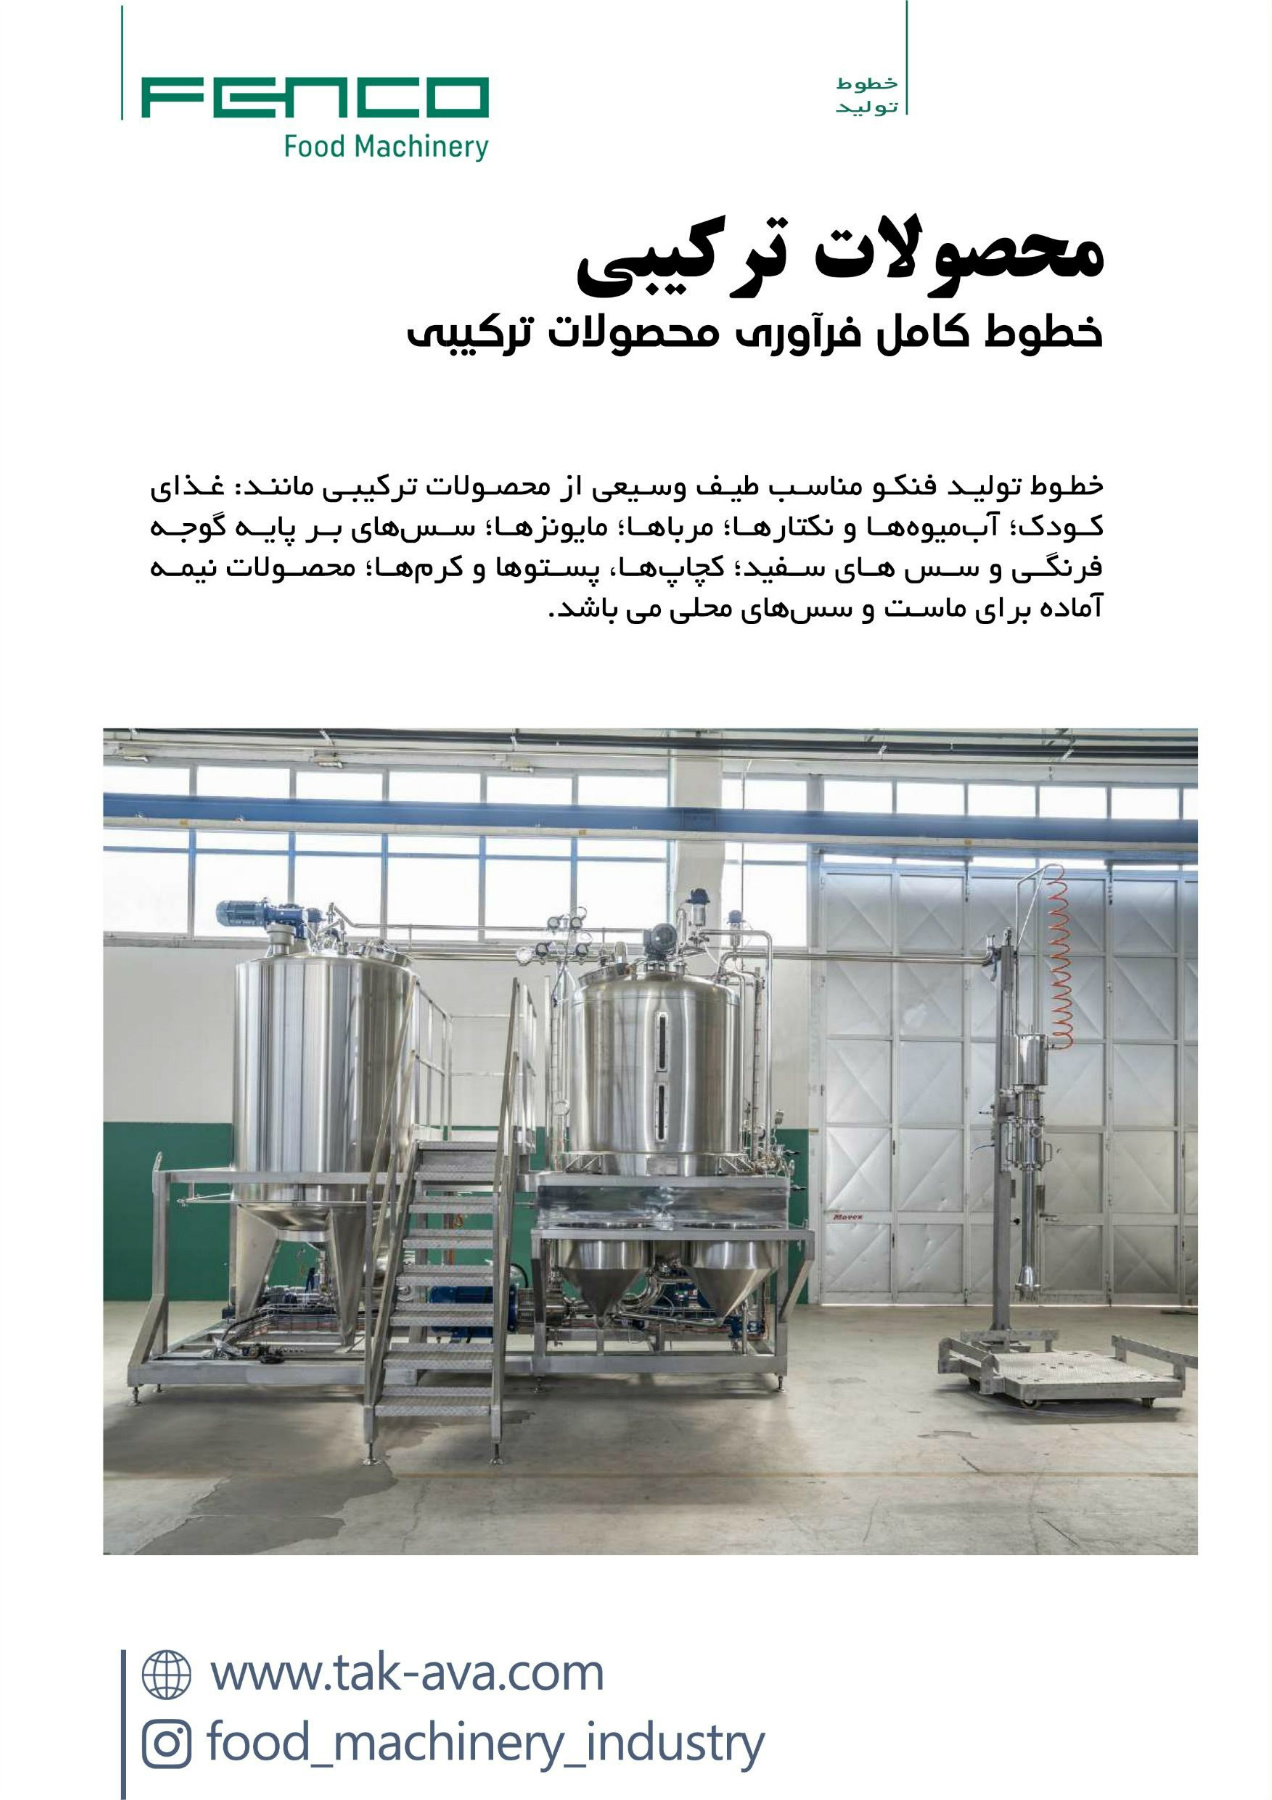 FENCO
Food Machinery
خطوط
تولید
محصولات ترکیبی
خطوط کامل فرآوری محصولات ترکیبی
خطوط تولید فنکو مناسب طیف وسیعی از محصولات ترکیبی مانند: غذای
کودک؛ آب‌میوه‌ها و نکتارها؛ مرباها؛ مایونزها؛ سس‌های بر پایه گوجه
فرنگی و سس های سفید؛ کچاپ‌ها، پستوها و کرم‌ها؛ محصولات نیمه
آماده برای ماست و سس‌های محلی می باشد.
Mavex
www.tak-ava.com
food_machinery_industry